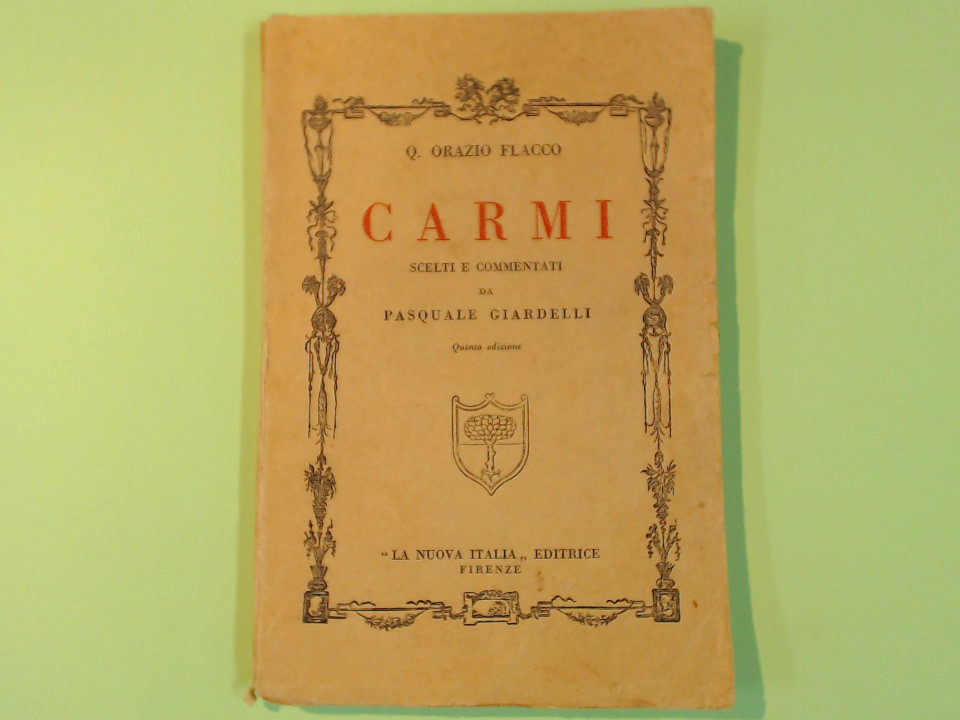 Q. ORAZIO FLACCO
CARMI
SCELTI E COMMENTATI
DA
PASQUALE GIARDELLI
Quinta edizione
“ LA NUOVA ITALIA „ EDITRICE
FIRENZE